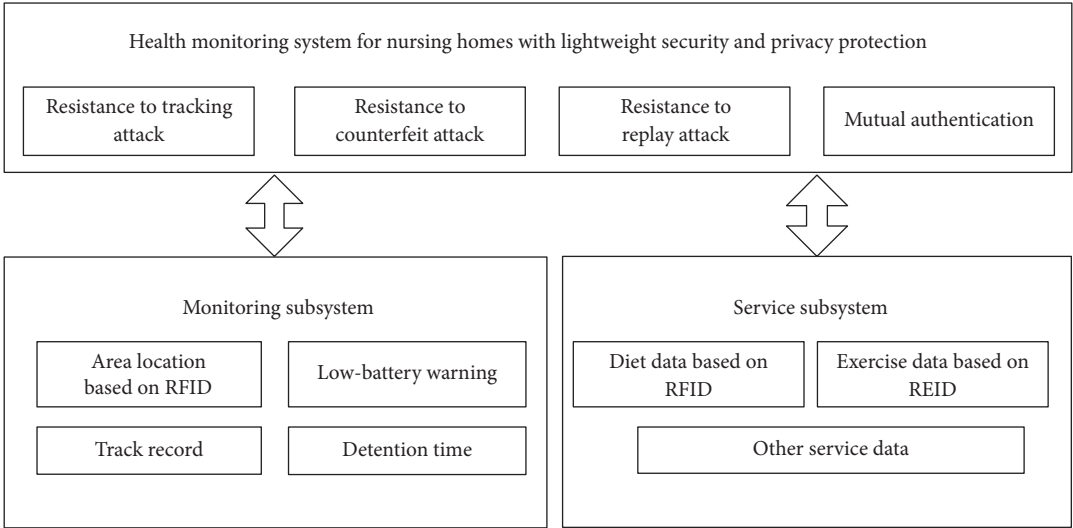 Health monitoring system for nursing homes with lightweight security and privacy protection
Resistance to tracking
attack
Resistance to
counterfeit attack
Resistance to
replay attack
Mutual authentication
Monitoring subsystem
Area location
based on RFID
Low-battery warning
Track record
Detention time
Service subsystem
Diet data based on
RFID
Exercise data based on
REID
Other service data